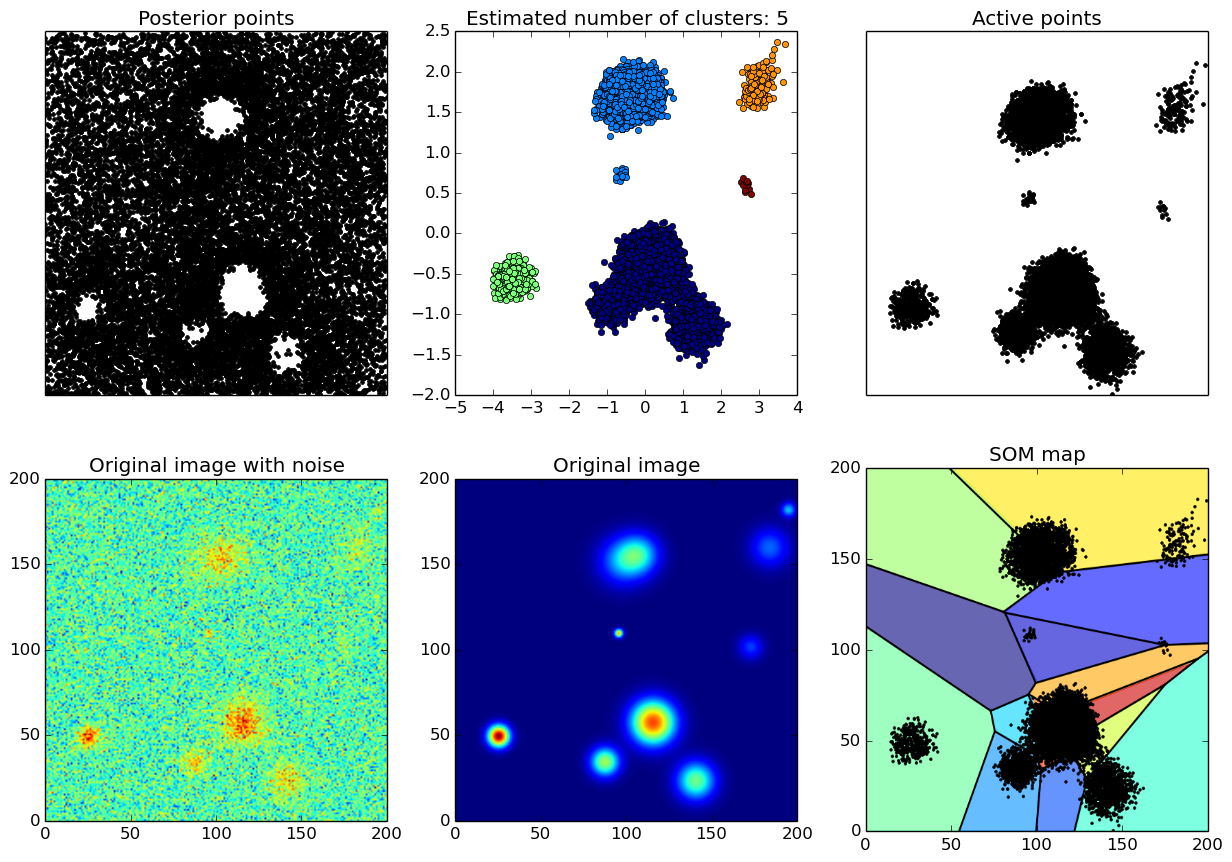 Posterior points
Estimated number of clusters: 5
Active points
2.5
2.0
1.5
1.0
0.5
0.0
−0.5
−1.0
−1.5
−2.0
−5 −4 −3 −2 −1 0 1 2 3 4
Original image with noise
Original image
SOM map
200
150
100
50
0
0 50 100 150 200
200
150
100
50
0
0 50 100 150 200
200
150
100
50
0
0 50 100 150 200